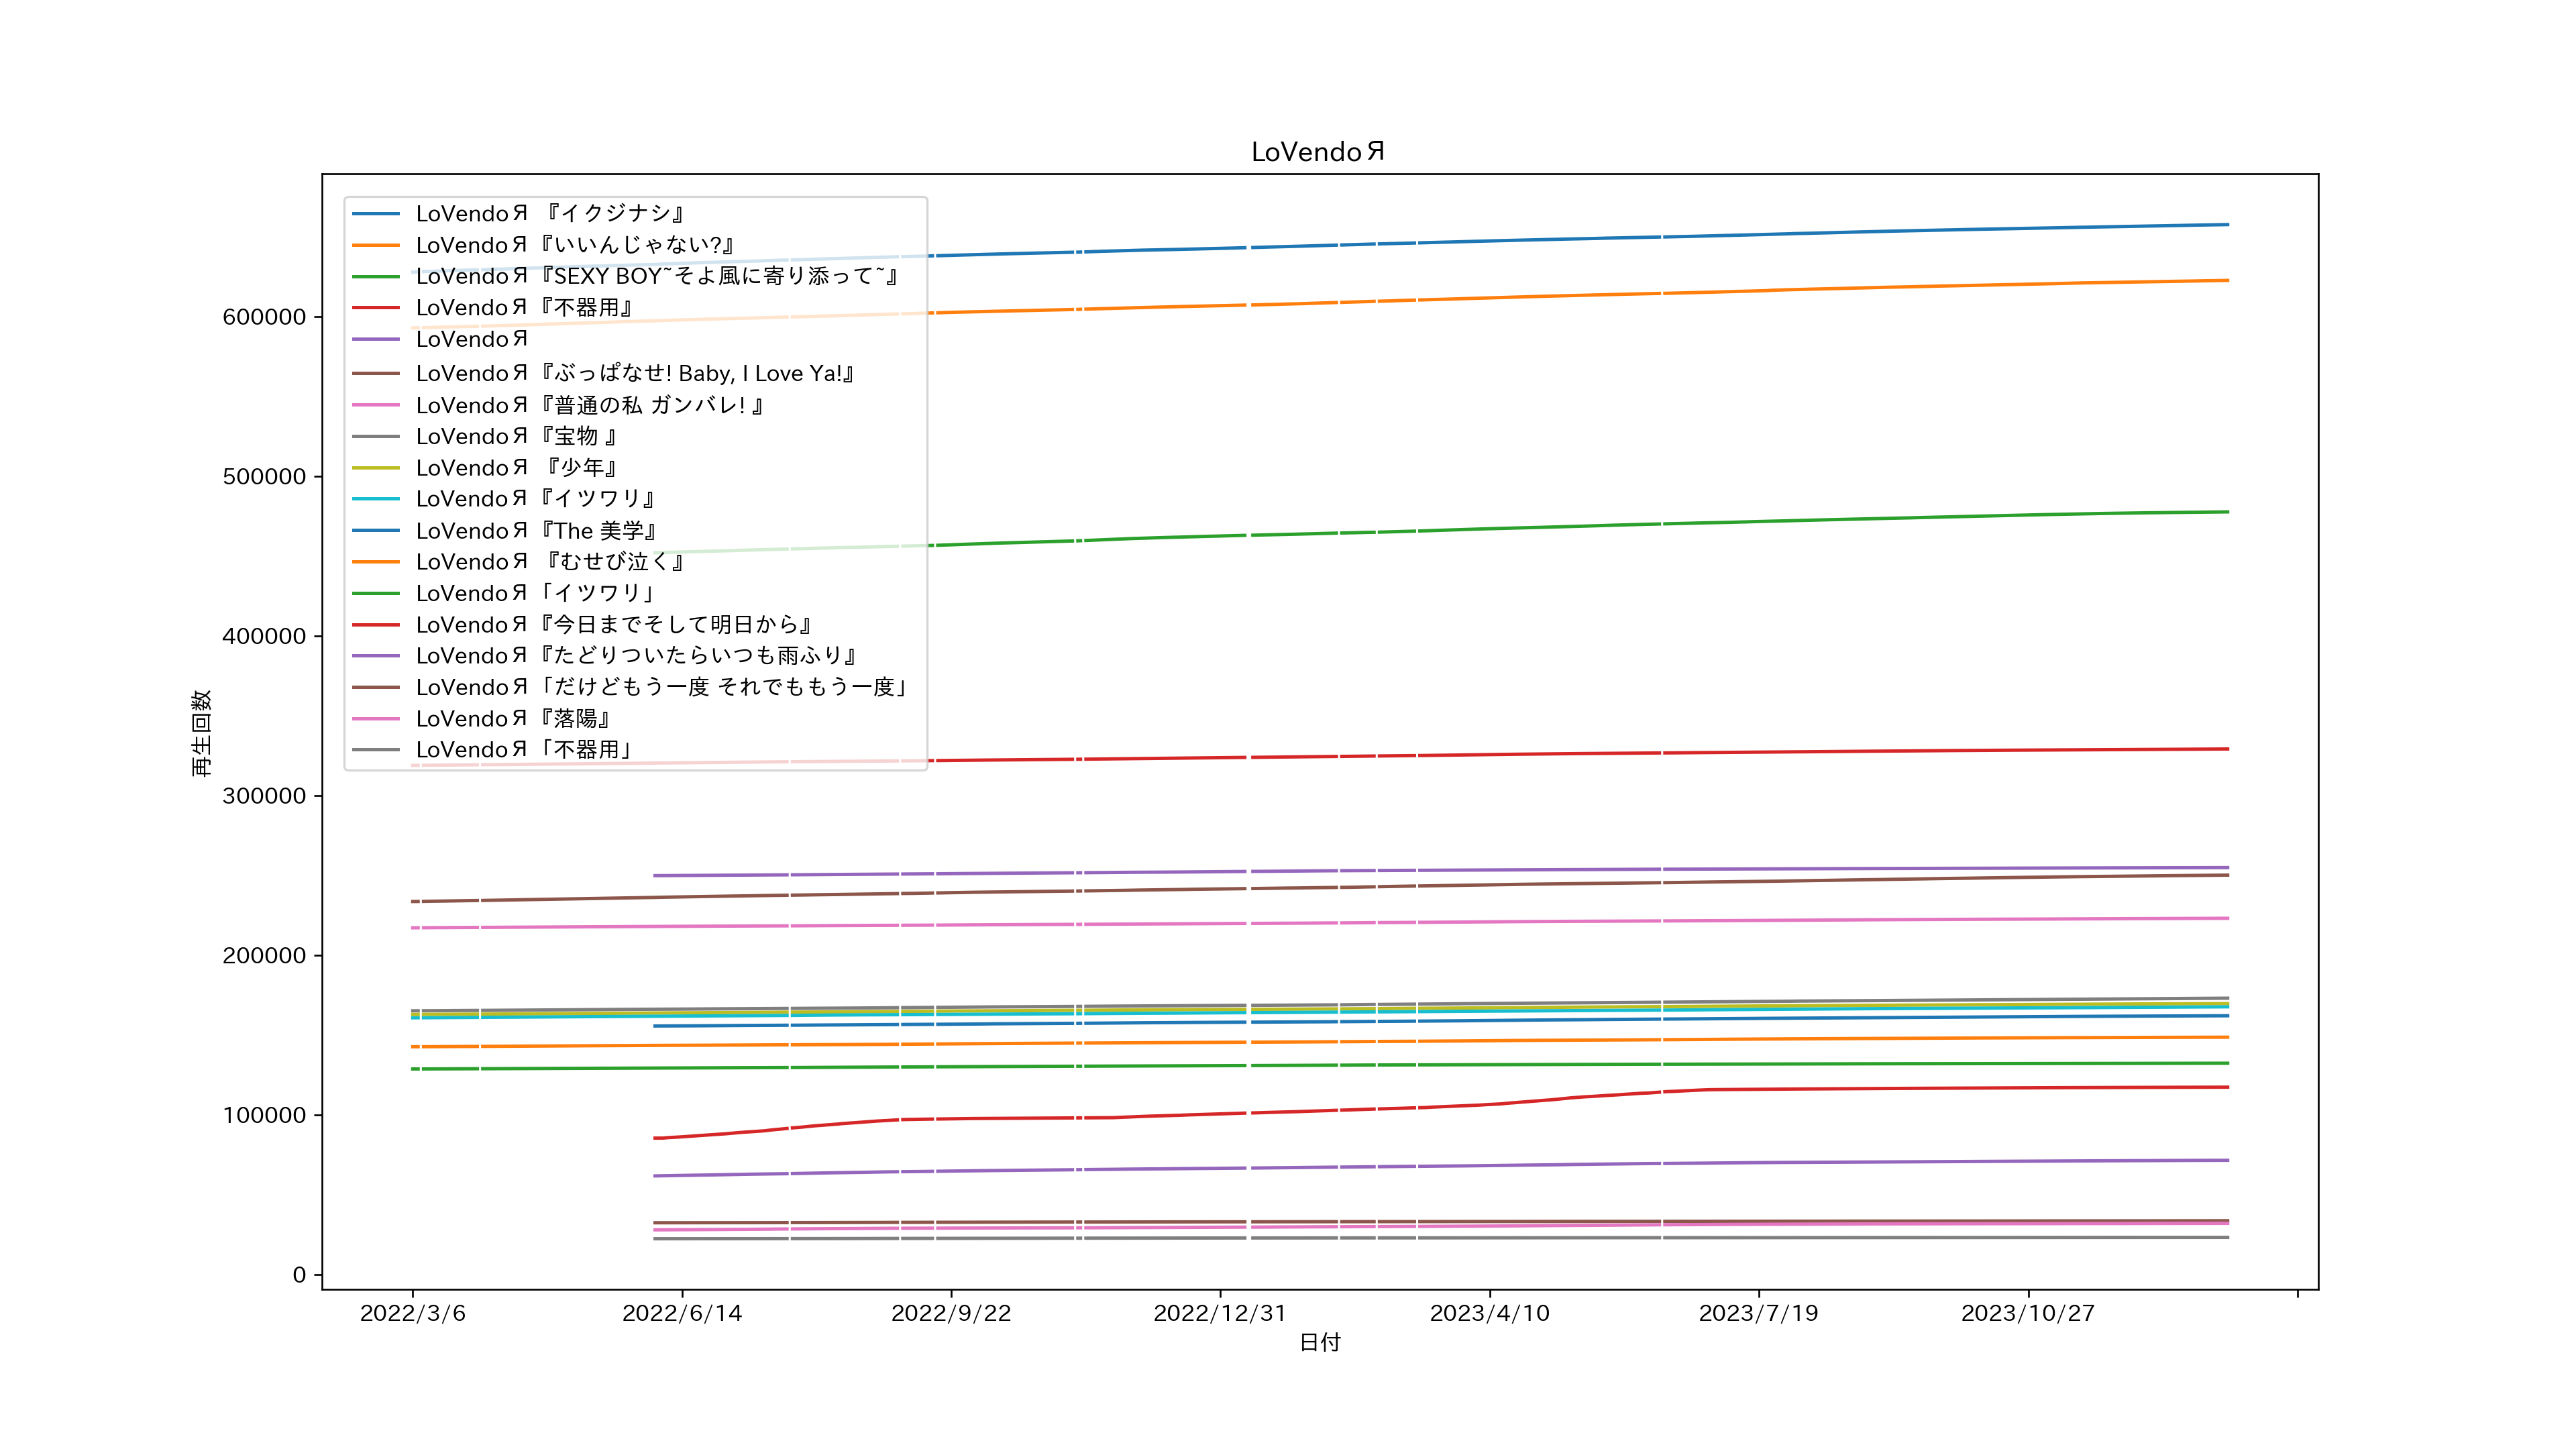 LoVendoЯ
LoVendoЯ 『イクジナシ』
LoVendoЯ『いいんじゃない?』
LoVendoЯ『SEXY BOY~そよ風に寄り添って~』
LoVendoЯ『不器用』
LoVendoЯ
LoVendoЯ『ぶっぱなせ! Baby, I Love Ya!』
LoVendoЯ『普通の私 ガンバレ! 』
LoVendoЯ『宝物 』
LoVendoЯ 『少年』
LoVendoЯ『イツワリ』
LoVendoЯ『The 美学』
LoVendoЯ 『むせび泣く』
LoVendoЯ「イツワリ」
LoVendoЯ『今日までそして明日から』
LoVendoЯ『たどりついたらいつも雨ふり』
LoVendoЯ「だけどもう一度 それでももう一度」
LoVendoЯ『落陽』
LoVendoЯ「不器用」
600000
500000
400000
300000
200000
100000
0
再生回数
2022/3/6 2022/6/14 2022/9/22 2022/12/31 2023/4/10 2023/7/19 2023/10/27
日付